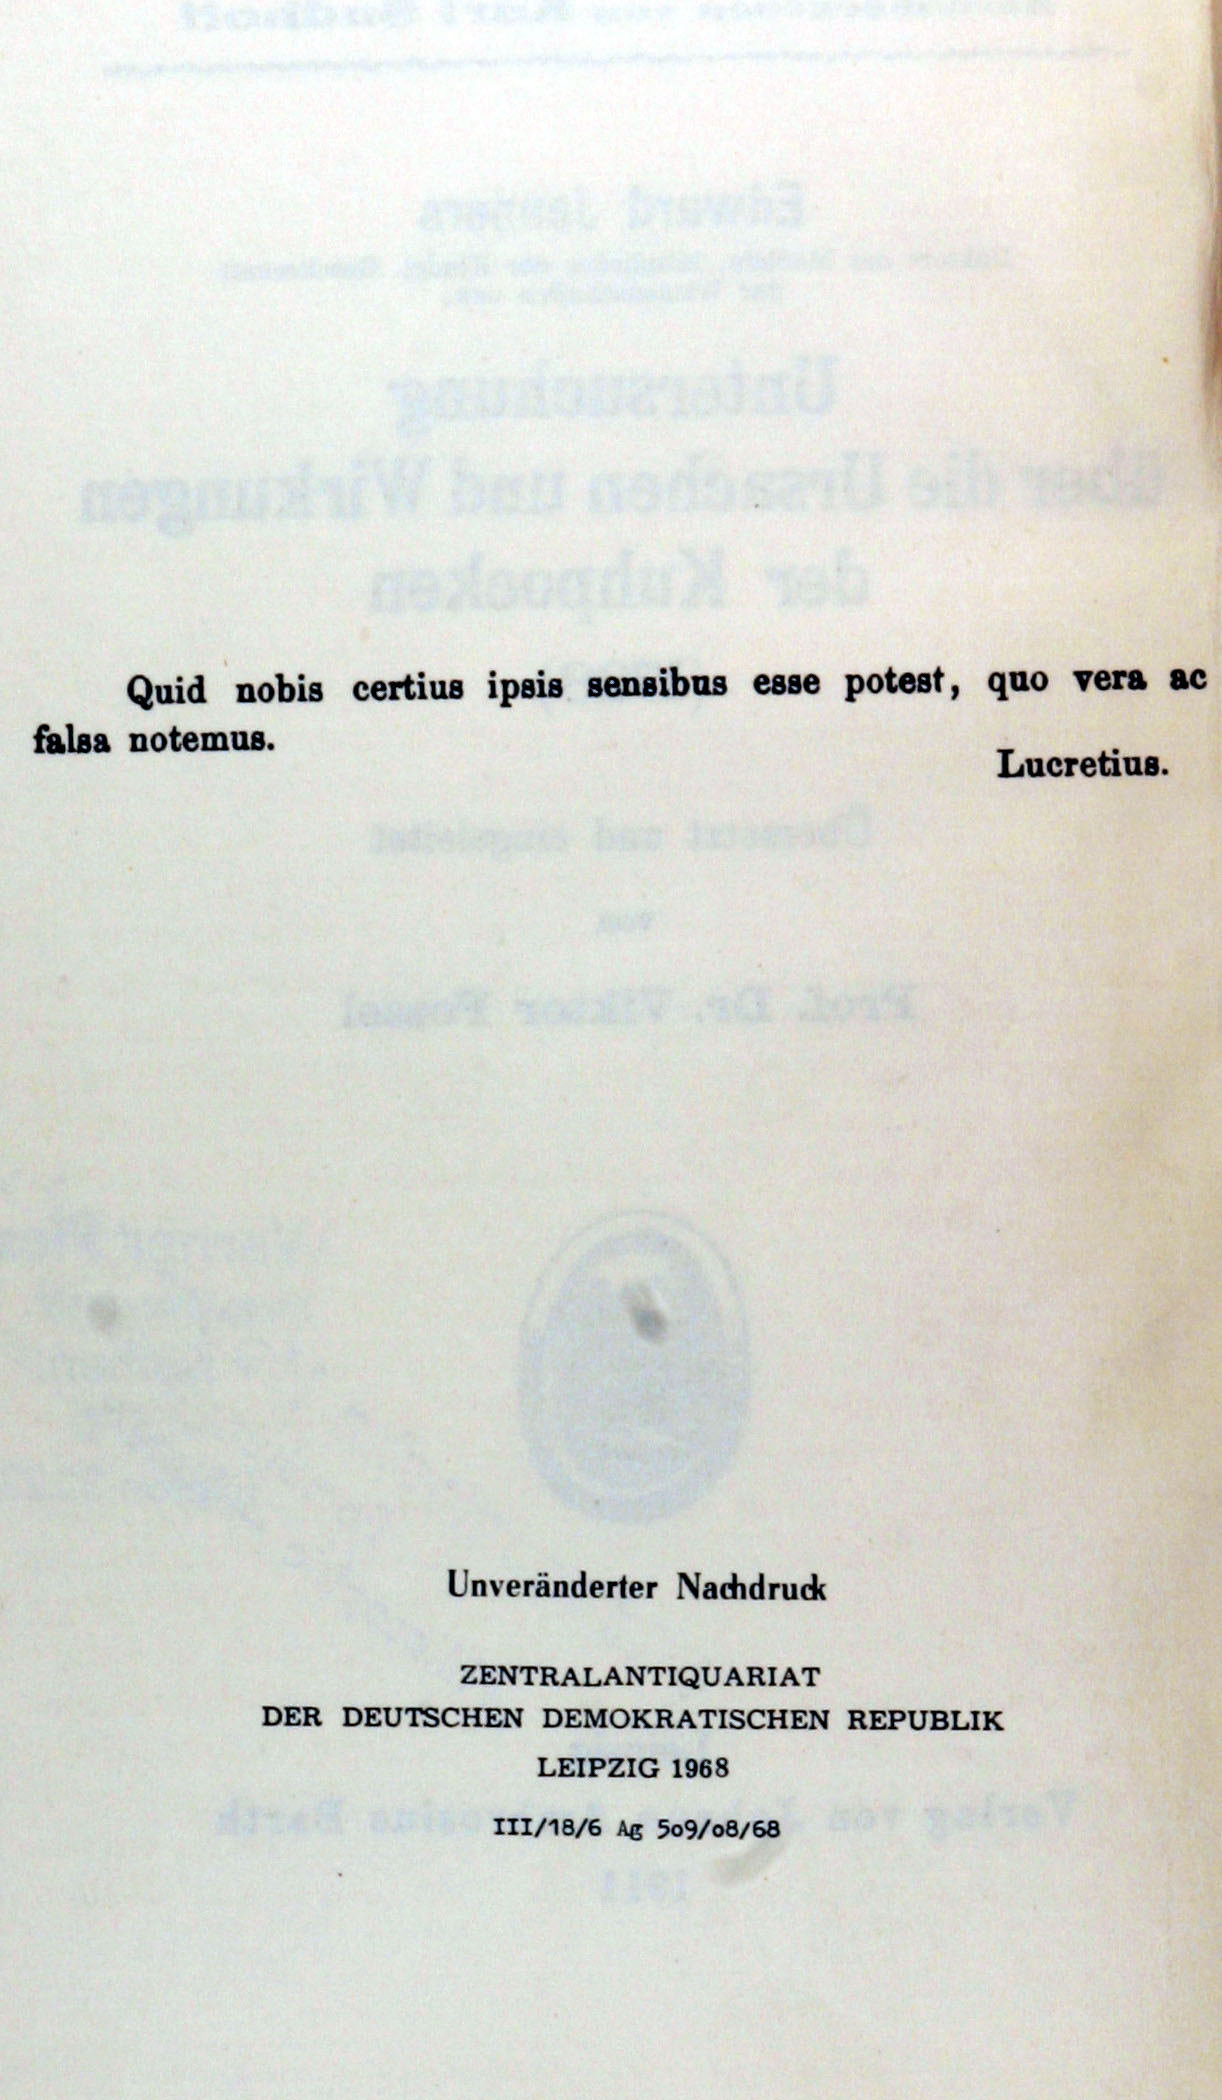 Quid nobis certius ipsis sensibus esse potest, quo vera ac
falsa notemus.
Lucretius.
Unveränderter Nachdruck
ZENTRALANTIQUARIAT
DER DEUTSCHEN DEMOKRATISCHEN REPUBLIK
LEIPZIG 1968
III/18/6 Ag 509/08/68